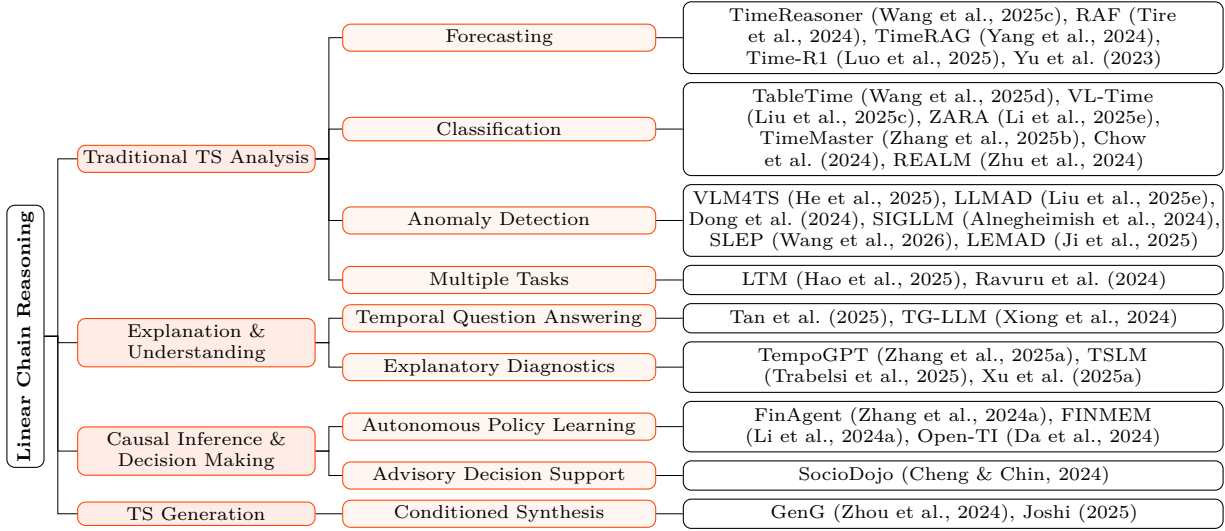 Linear Chain Reasoning
Traditional TS Analysis
Forecasting
TimeReasoner (Wang et al., 2025c), RAF (Tire
et al., 2024), TimeRAG (Yang et al., 2024),
Time-R1 (Luo et al., 2025), Yu et al. (2023)
Classification
TableTime (Wang et al., 2025d), VL-Time
(Liu et al., 2025c), ZARA (Li et al., 2025e),
TimeMaster (Zhang et al., 2025b), Chow
et al. (2024), REALM (Zhu et al., 2024)
Anomaly Detection
VLM4TS (He et al., 2025), LLMAD (Liu et al., 2025e),
Dong et al. (2024), SIGLLM (Alnegheimish et al., 2024),
SLEP (Wang et al., 2026), LEMAD (Ji et al., 2025)
Multiple Tasks
LTM (Hao et al., 2025), Ravuru et al. (2024)
Explanation &
Understanding
Temporal Question Answering
Tan et al. (2025), TG-LLM (Xiong et al., 2024)
Explanatory Diagnostics
TempoGPT (Zhang et al., 2025a), TSLM
(Trabelsi et al., 2025), Xu et al. (2025a)
Causal Inference &
Decision Making
Autonomous Policy Learning
FinAgent (Zhang et al., 2024a), FINMEM
(Li et al., 2024a), Open-TI (Da et al., 2024)
Advisory Decision Support
SocioDojo (Cheng & Chin, 2024)
TS Generation
Conditioned Synthesis
GenG (Zhou et al., 2024), Joshi (2025)